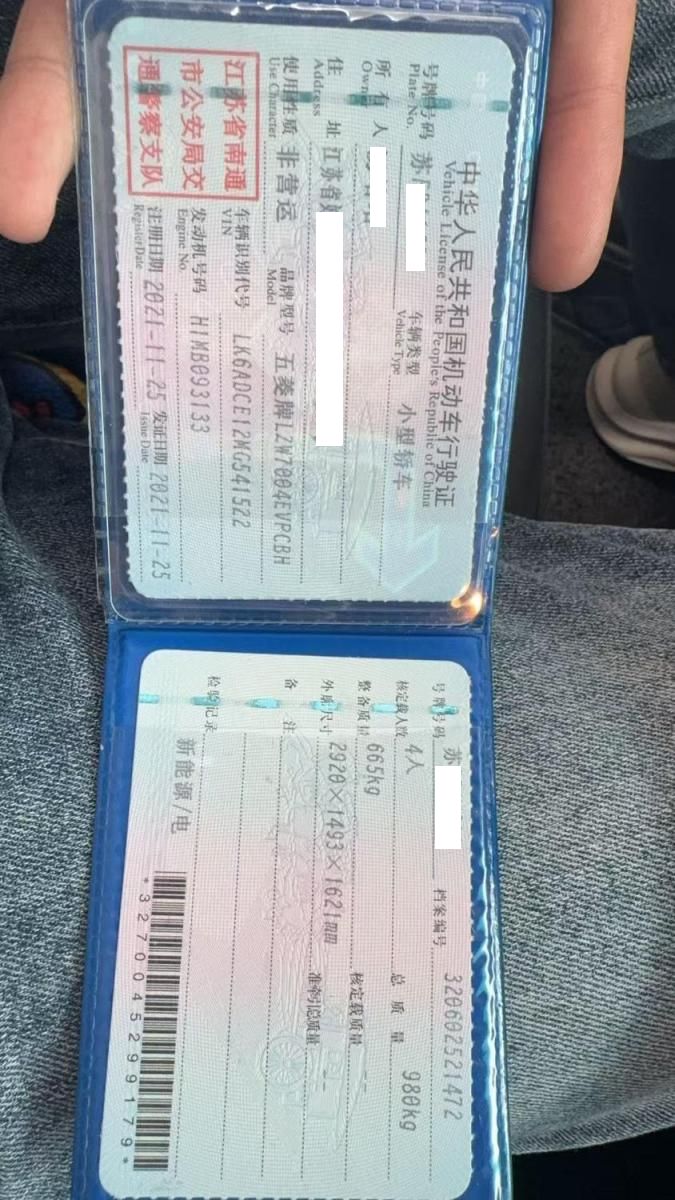 中华人民共和国机动车行驶证
Vehicle License of the People's Republic of China
号牌号码 苏 车辆类型 小型轿车
Plate No. Vehicle Type
所有人
Owner
住址 江苏省
Address
使用性质 非营运 品牌型号 五菱牌LZW7004EVPCBH
Use Character Model
江苏省南通
市公安局交
通警察支队
车辆识别代号 LK6ADCE12MG541522
VIN
发动机号码 H1MB093133
Engine No.
注册日期 2021-11-25 发证日期 2021-11-25
Register Date Issue Date
号牌号码 苏 档案编号 320602521472
核定载人数 4人 总质量 980kg
整备质量 665kg 核定载质量 --
外廓尺寸 2920×1493×1621mm 准牵引总质量 --
备注
检验记录
新能源/电
*3270045299179*